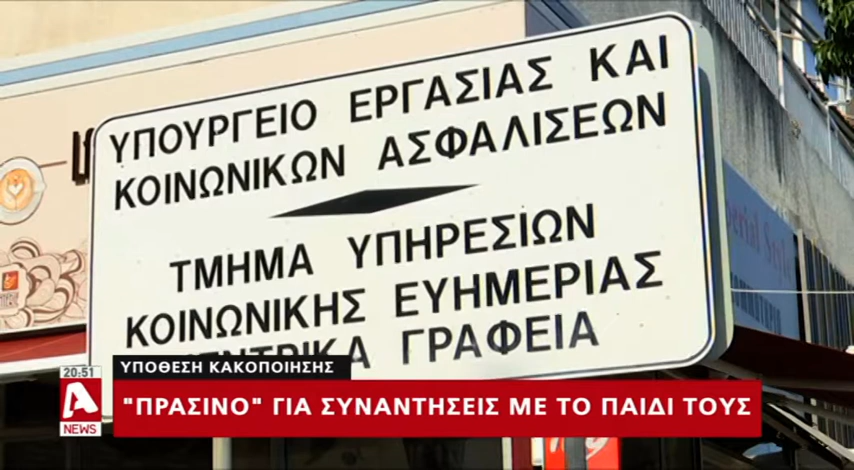 ΥΠΟΥΡΓΕΙΟ ΕΡΓΑΣΙΑΣ ΚΑΙ
ΚΟΙΝΩΝΙΚΩΝ ΑΣΦΑΛΙΣΕΩΝ
ΤΜΗΜΑ ΥΠΗΡΕΣΙΩΝ
ΚΟΙΝΩΝΙΚΗΣ ΕΥΗΜΕΡΙΑΣ
ΚΕΝΤΡΙΚΑ ΓΡΑΦΕΙΑ
20:51
ΥΠΟΘΕΣΗ ΚΑΚΟΠΟΙΗΣΗΣ
A NEWS
"ΠΡΑΣΙΝΟ" ΓΙΑ ΣΥΝΑΝΤΗΣΕΙΣ ΜΕ ΤΟ ΠΑΙΔΙ ΤΟΥΣ